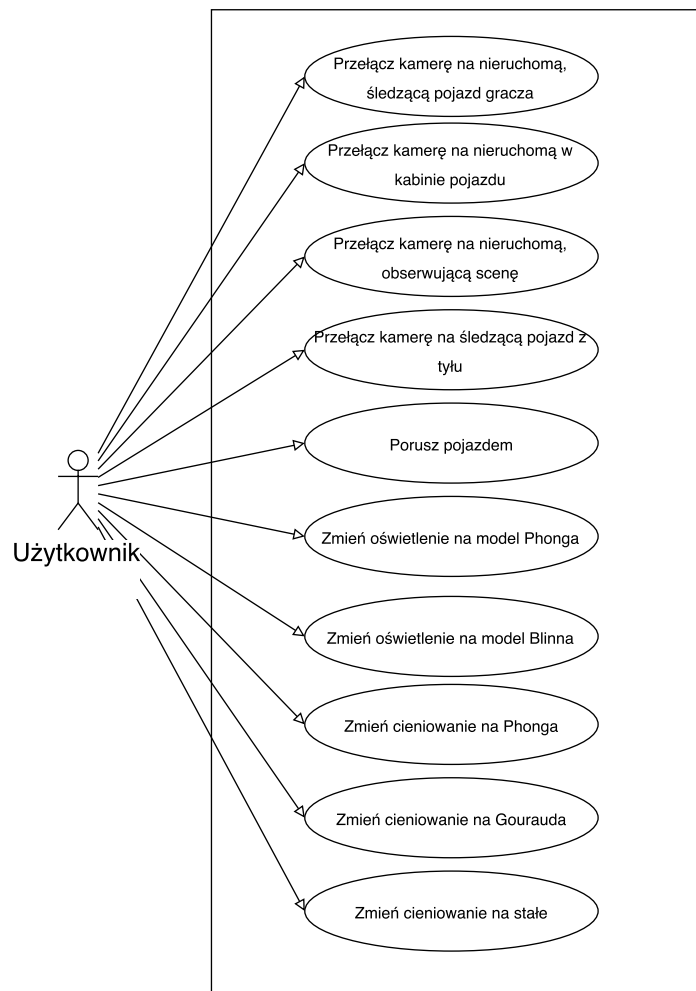 Przełącz kamerę na nieruchomą,
śledzącą pojazd gracza
Przełącz kamerę na nieruchomą w
kabinie pojazdu
Przełącz kamerę na nieruchomą,
obserwującą scenę
Przełącz kamerę na śledzącą pojazd z
tyłu
Porusz pojazdem
Zmień oświetlenie na model Phonga
Użytkownik
Zmień oświetlenie na model Blinna
Zmień cieniowanie na Phonga
Zmień cieniowanie na Gourauda
Zmień cieniowanie na stałe